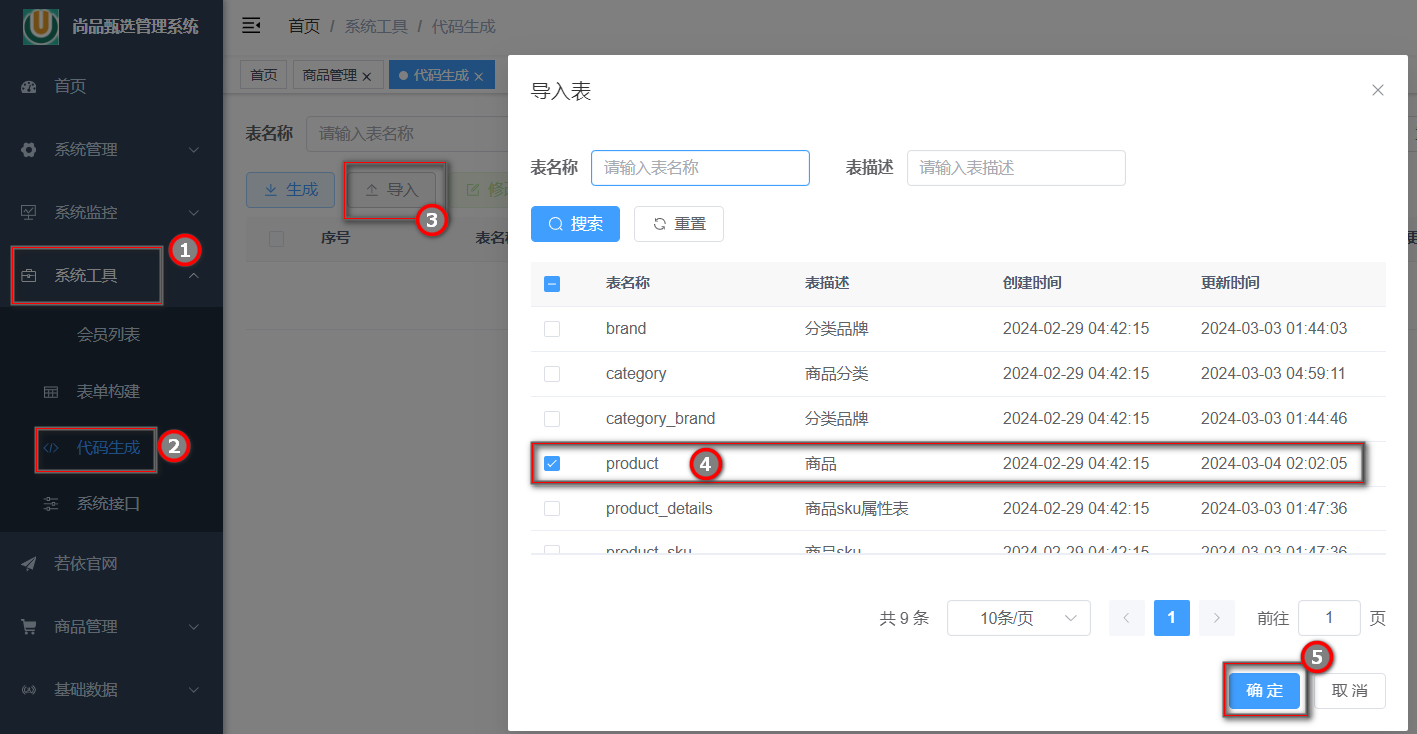 尚品甄选管理系统
首页 / 系统工具 / 代码生成
首页
商品管理 ×
代码生成 ×
首页
系统管理
系统监控
1
系统工具
会员列表
表单构建
代码生成
2
系统接口
若依官网
商品管理
基础数据
表名称 请输入表名称
生成
导入
3
序号
导入表
表名称 请输入表名称 表描述 请输入表描述
搜索 重置
表名称 表描述 创建时间 更新时间
brand 分类品牌 2024-02-29 04:42:15 2024-03-03 01:44:03
category 商品分类 2024-02-29 04:42:15 2024-03-03 04:59:11
category_brand 分类品牌 2024-02-29 04:42:15 2024-03-03 01:44:46
product 4 商品 2024-02-29 04:42:15 2024-03-04 02:02:05
product_details 商品sku属性表 2024-02-29 04:42:15 2024-03-03 01:47:36
product_sku 商品sku 2024-02-29 04:42:15 2024-03-03 01:47:36
共 9 条 10条/页 1 前往 1 页
5
确 定 取 消